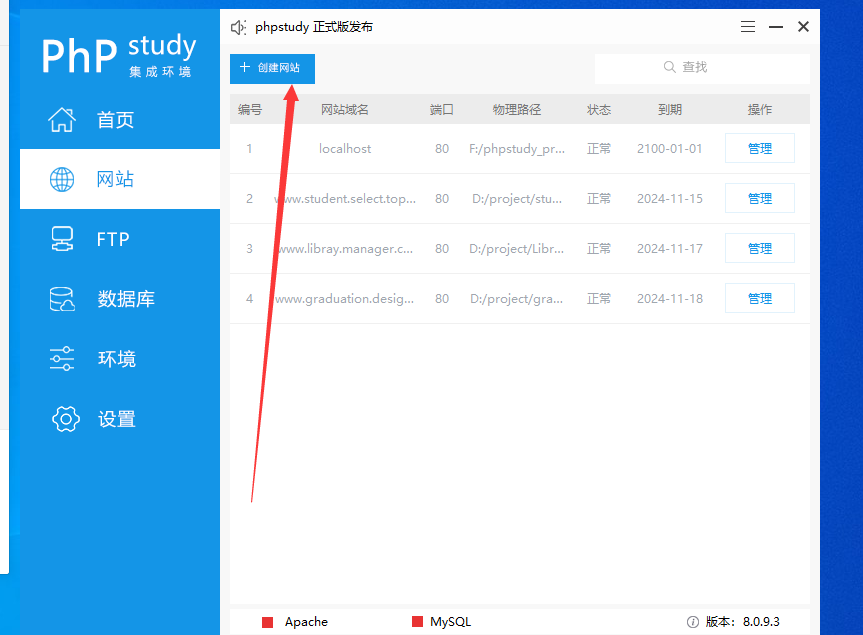 PhP study
集成环境
首页
网站
FTP
数据库
环境
设置
phpstudy 正式版发布
创建网站
查找
编号 网站域名 端口 物理路径 状态 到期 操作
1 localhost 80 F:/phpstudy_pr... 正常 2100-01-01 管理
2 www.student.select.top... 80 D:/project/stu... 正常 2024-11-15 管理
3 www.libray.manager.c... 80 D:/project/Libr... 正常 2024-11-17 管理
4 www.graduation.desig... 80 D:/project/gra... 正常 2024-11-18 管理
Apache MySQL 版本: 8.0.9.3